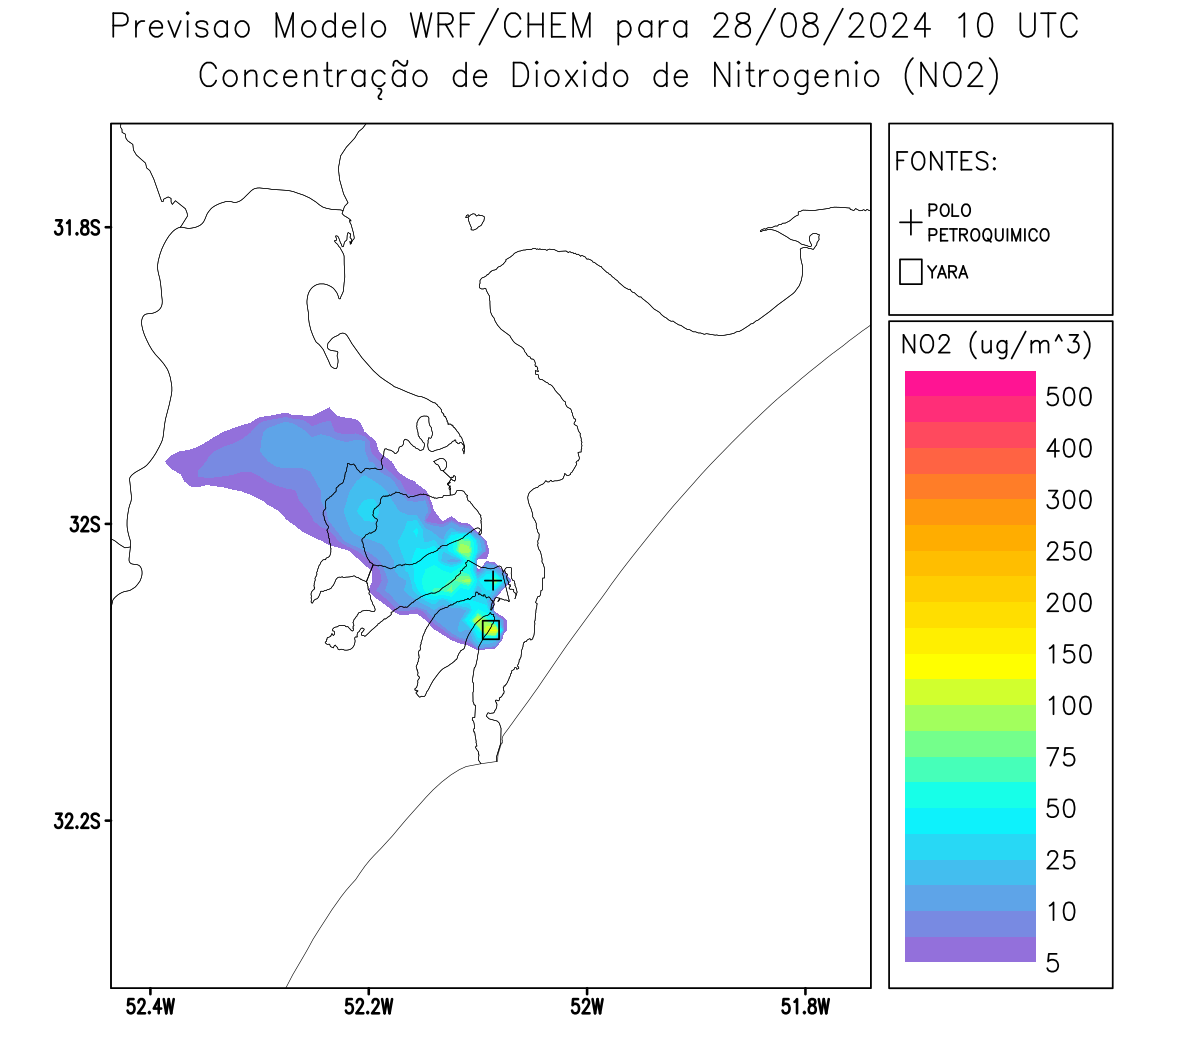 Previsao Modelo WRF/CHEM para 28/08/2024 10 UTC
Concentração de Dioxido de Nitrogenio (NO2)
FONTES:
POLO
PETROQUIMICO
YARA
NO2 (ug/m^3)
500
400
300
250
200
150
100
75
50
25
10
5
31.8S
32S
32.2S
52.4W
52.2W
52W
51.8W